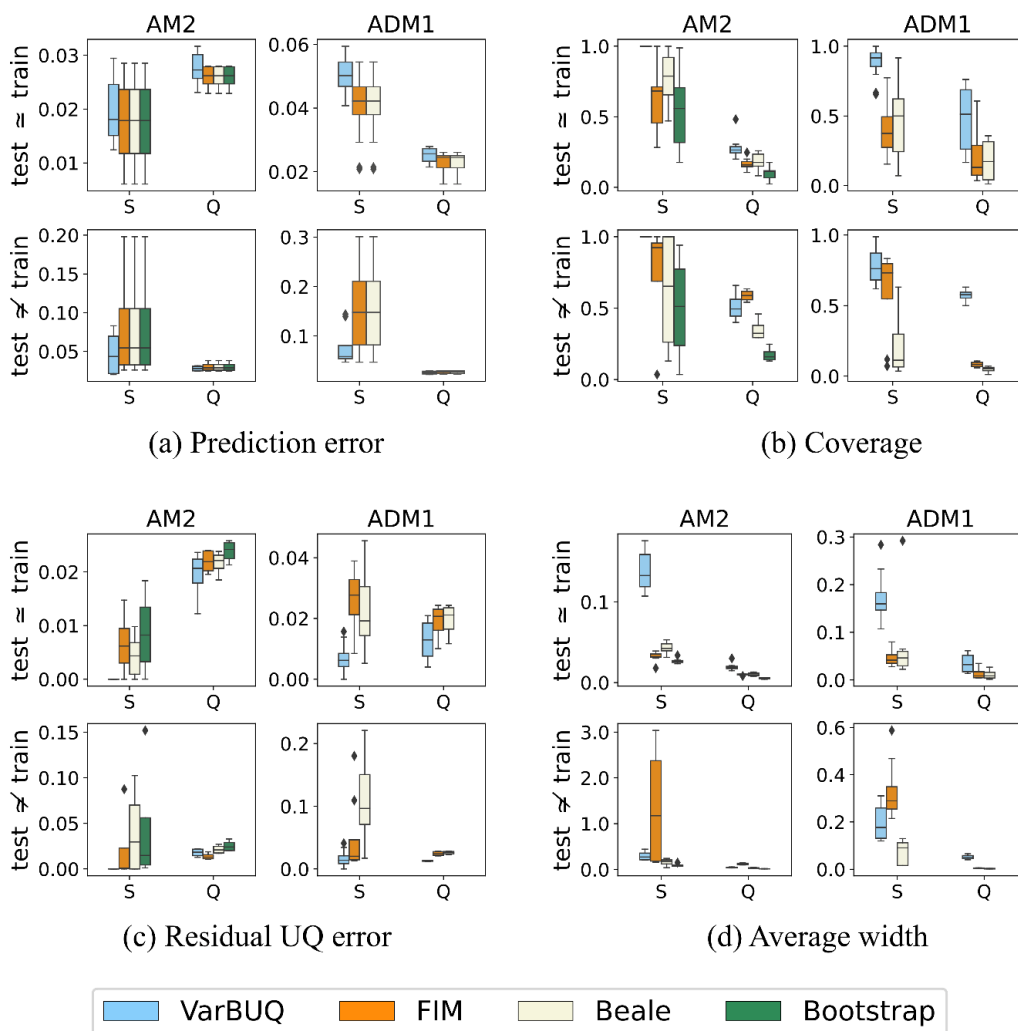 AM2 ADM1 AM2 ADM1
test ≃ train 0.03 0.02 0.01 S Q 0.06 0.04 0.02 S Q test ≃ train 1.0 0.5 0.0 S Q 1.0 0.5 0.0 S Q
test ≄ train 0.20 0.15 0.10 0.05 S Q 0.3 0.2 0.1 S Q test ≄ train 1.0 0.5 0.0 S Q 1.0 0.5 0.0 S Q
(a) Prediction error (b) Coverage
AM2 ADM1 AM2 ADM1
test ≃ train 0.02 0.01 0.00 S Q 0.04 0.02 0.00 S Q test ≃ train 0.1 0.0 S Q 0.3 0.2 0.1 0.0 S Q
test ≄ train 0.15 0.10 0.05 0.00 S Q 0.2 0.1 0.0 S Q test ≄ train 3.0 2.0 1.0 0.0 S Q 0.6 0.4 0.2 0.0 S Q
(c) Residual UQ error (d) Average width
VarBUQ FIM Beale Bootstrap